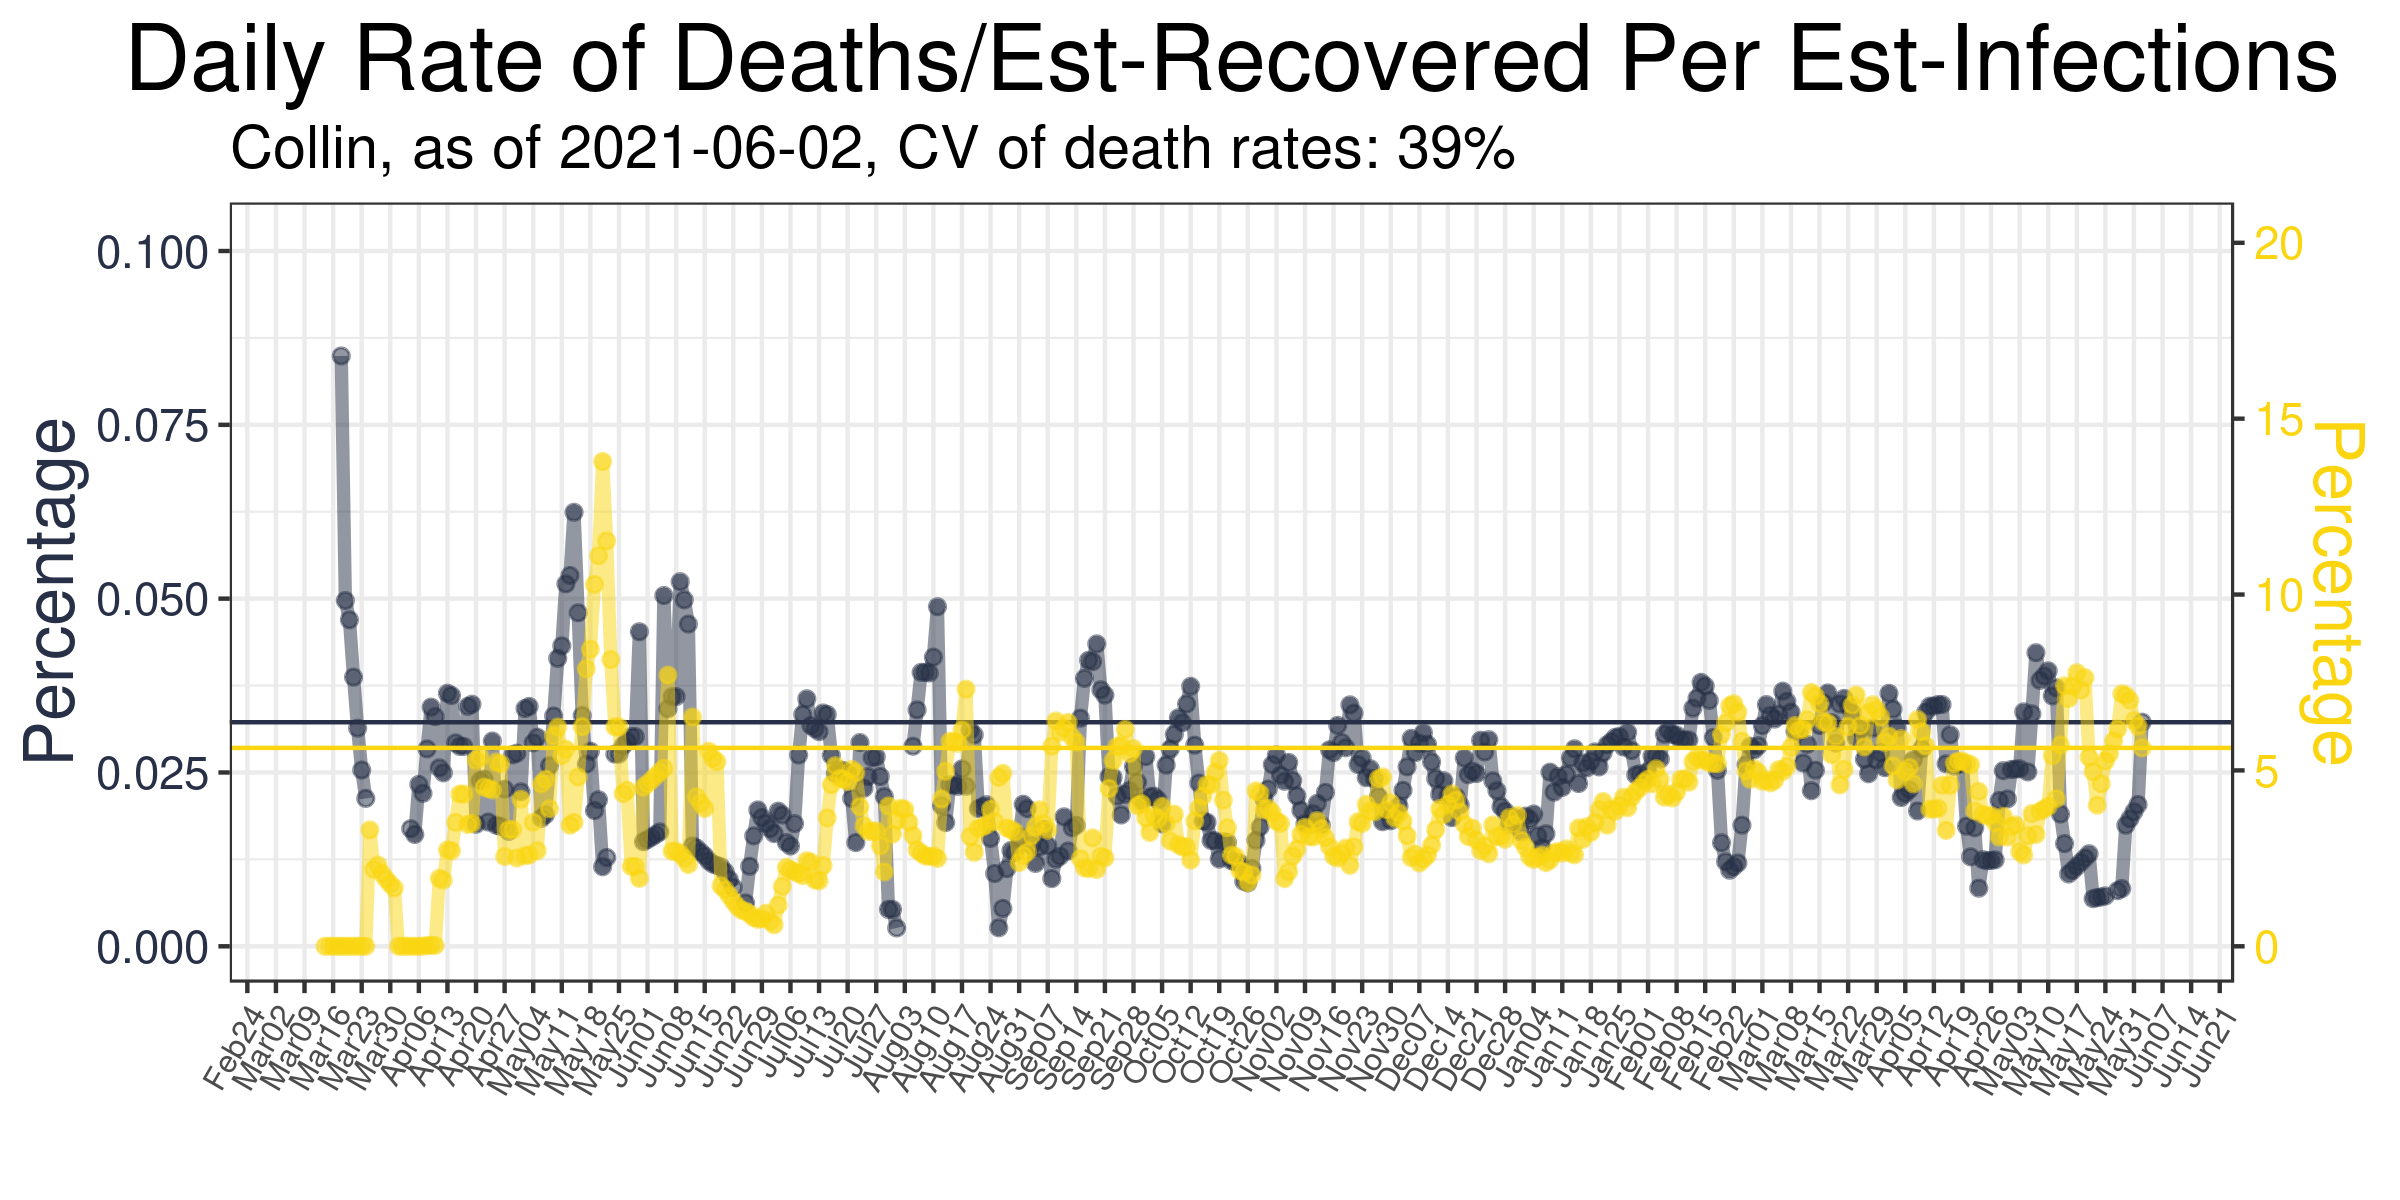 Daily Rate of Deaths/Est-Recovered Per Est-Infections
Collin, as of 2021-06-02, CV of death rates: 39%
Percentage
0.100
0.075
0.050
0.025
0.000
20
15
10
5
0
Percentage
Feb24
Mar02
Mar09
Mar16
Mar23
Mar30
Apr06
Apr13
Apr20
Apr27
May04
May11
May18
May25
Jun01
Jun08
Jun15
Jun22
Jun29
Jul06
Jul13
Jul20
Jul27
Aug03
Aug10
Aug17
Aug24
Aug31
Sep07
Sep14
Sep21
Sep28
Oct05
Oct12
Oct19
Oct26
Nov02
Nov09
Nov16
Nov23
Nov30
Dec07
Dec14
Dec21
Dec28
Jan04
Jan11
Jan18
Jan25
Feb01
Feb08
Feb15
Feb22
Mar01
Mar08
Mar15
Mar22
Mar29
Apr05
Apr12
Apr19
Apr26
May03
May10
May17
May24
May31
Jun07
Jun14
Jun21